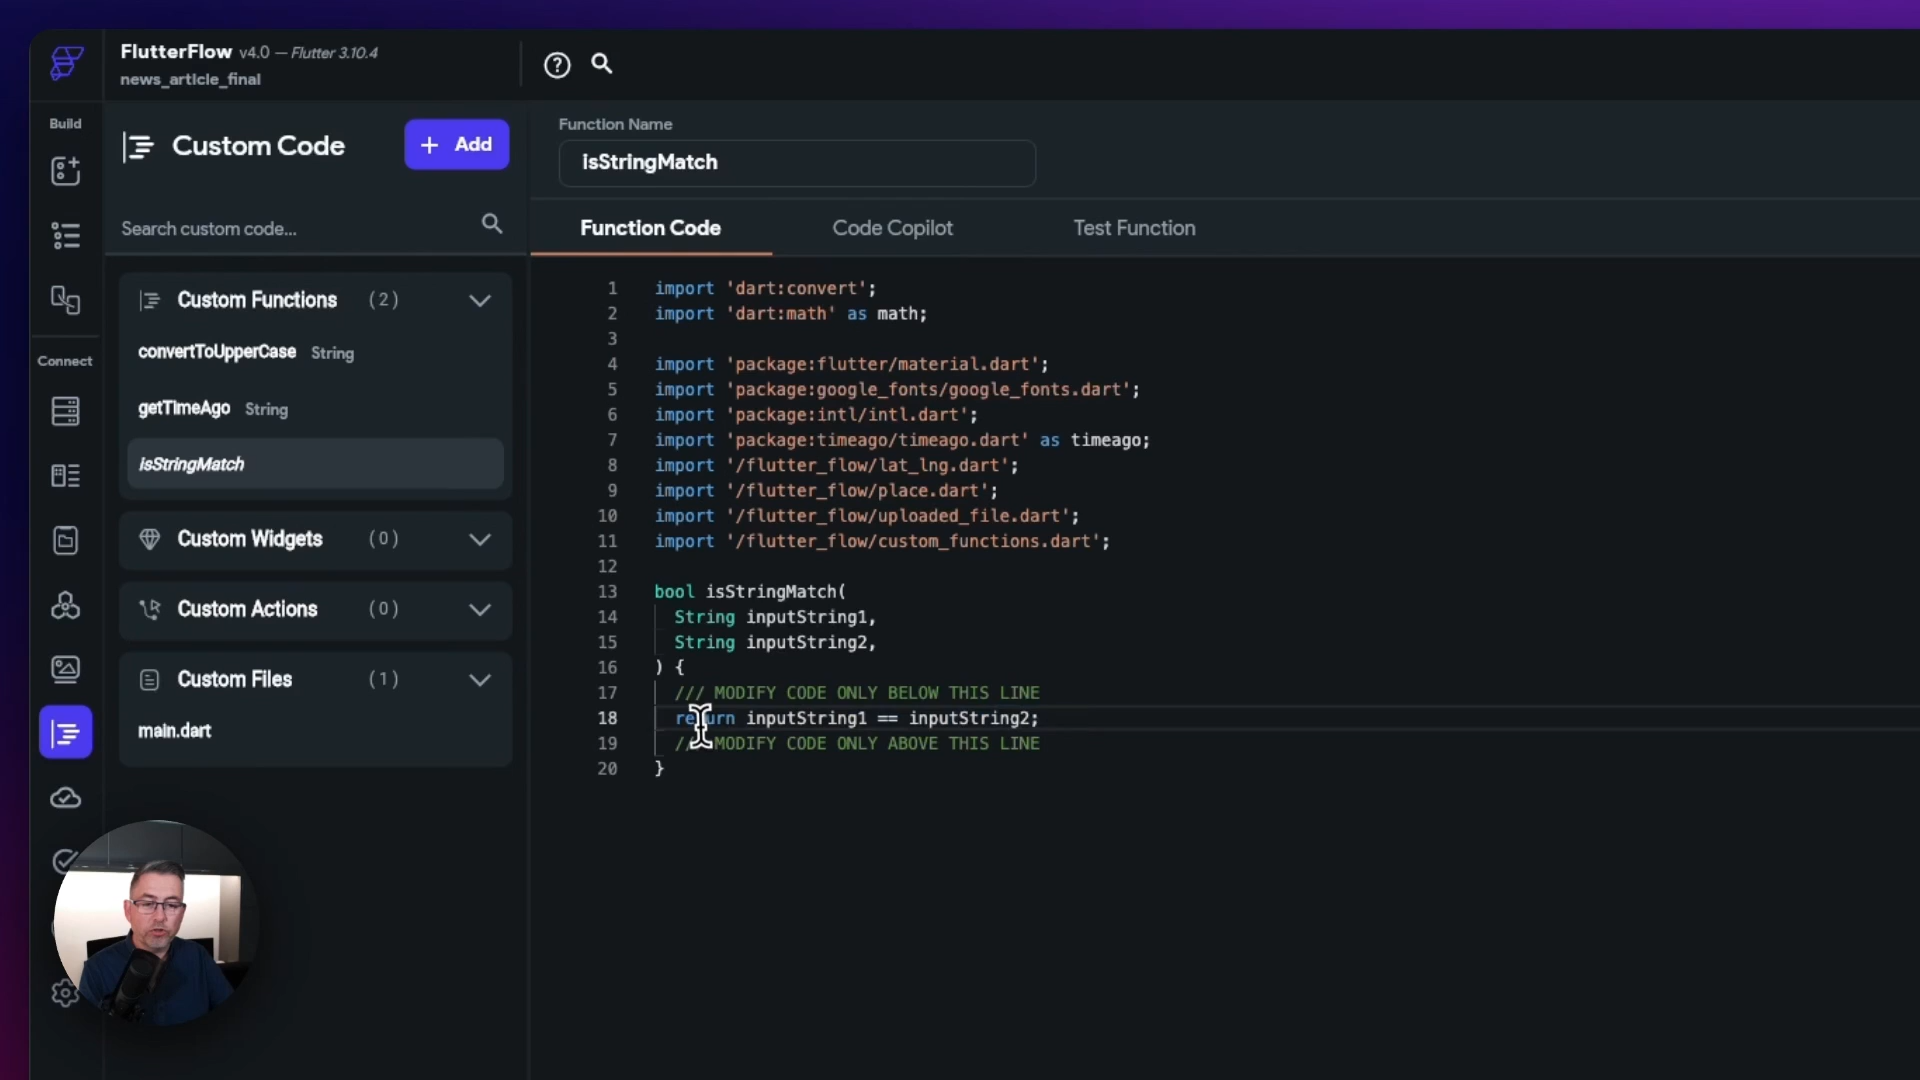 FlutterFlow v4.0 — Flutter 3.10.4
news_article_final
Build
Connect
Custom Code
+ Add
Search custom code...
Custom Functions (2)
convertToUpperCase String
getTimeAgo String
isStringMatch
Custom Widgets (0)
Custom Actions (0)
Custom Files (1)
main.dart
Function Name
isStringMatch
Function Code Code Copilot Test Function
1 import 'dart:convert';
2 import 'dart:math' as math;
3
4 import 'package:flutter/material.dart';
5 import 'package:google_fonts/google_fonts.dart';
6 import 'package:intl/intl.dart';
7 import 'package:timeago/timeago.dart' as timeago;
8 import '/flutter_flow/lat_lng.dart';
9 import '/flutter_flow/place.dart';
10 import '/flutter_flow/uploaded_file.dart';
11 import '/flutter_flow/custom_functions.dart';
12
13 bool isStringMatch(
14 String inputString1,
15 String inputString2,
16 ) {
17 /// MODIFY CODE ONLY BELOW THIS LINE
18 return inputString1 == inputString2;
19 /// MODIFY CODE ONLY ABOVE THIS LINE
20 }